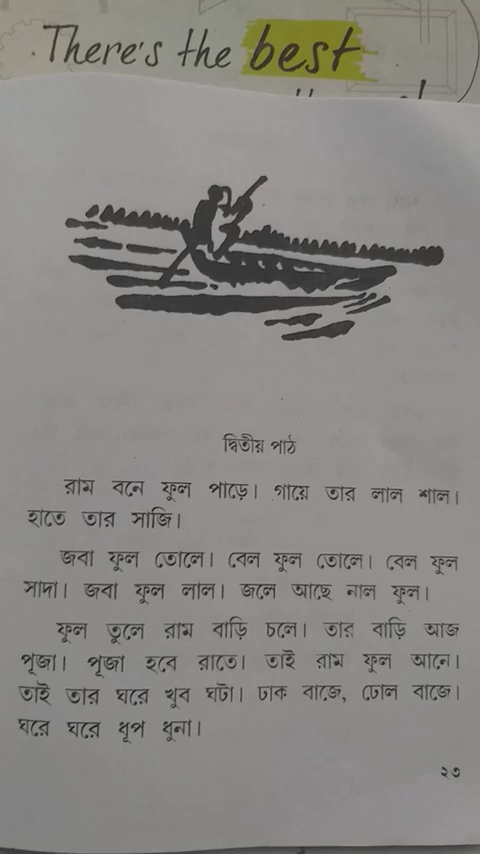 There's the best
দ্বিতীয় পাঠ
রাম বনে ফুল পাড়ে। গায়ে তার লাল শাল।
হাতে তার সাজি।
জবা ফুল তোলে। বেল ফুল তোলে। বেল ফুল
সাদা। জবা ফুল লাল। জলে আছে নাল ফুল।
ফুল তুলে রাম বাড়ি চলে। তার বাড়ি আজ
পূজা। পূজা হবে রাতে। তাই রাম ফুল আনে।
তাই তার ঘরে খুব ঘটা। ঢাক বাজে, ঢোল বাজে।
ঘরে ঘরে ধূপ ধুনা।
২৩